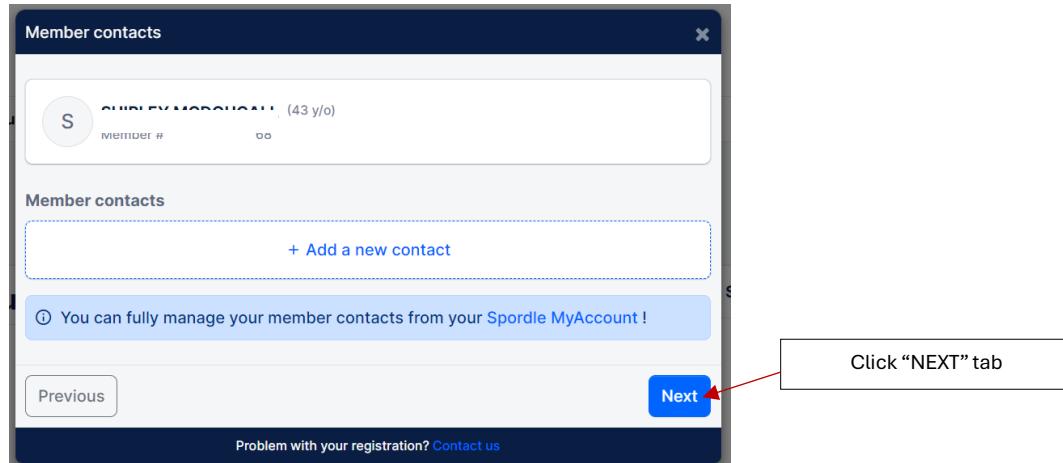 Member contacts
S
(43 y/o)
Member # 68
Member contacts
+ Add a new contact
You can fully manage your member contacts from your Spordle MyAccount !
Click “NEXT” tab
Previous
Next
Problem with your registration? Contact us